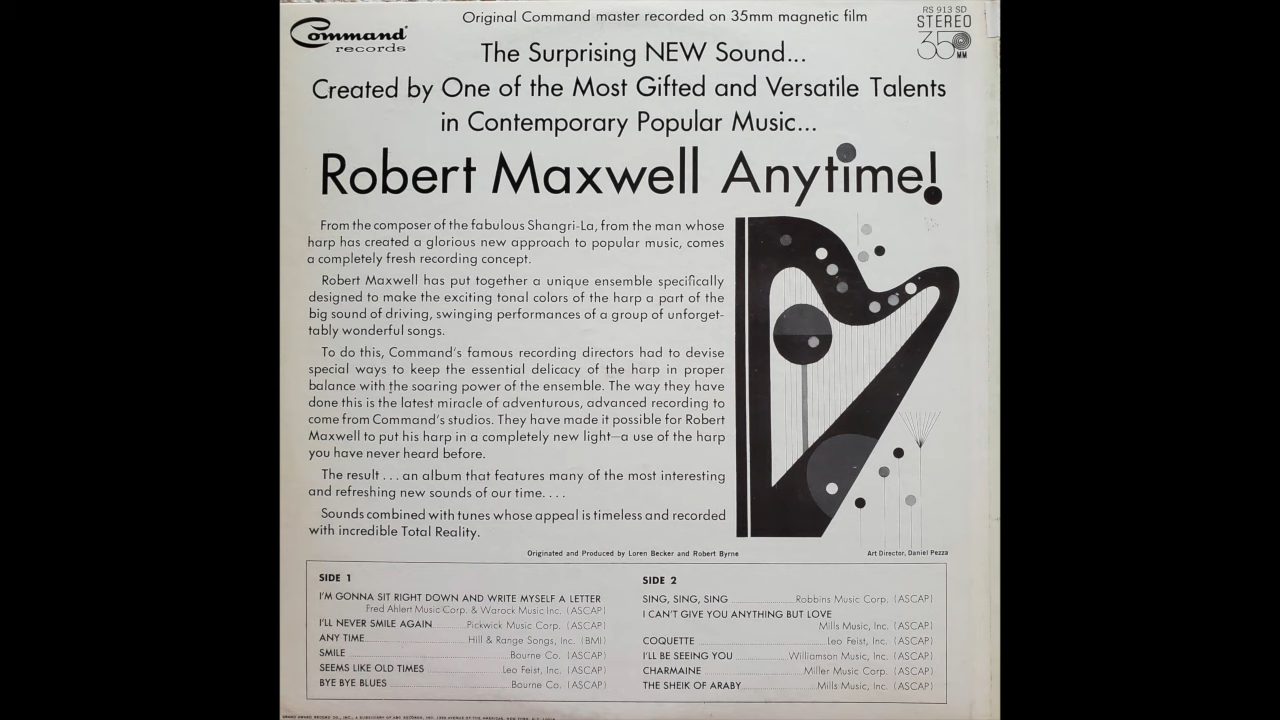 Original Command master recorded on 35mm magnetic film
RS 913 SD
STEREO
35
MM
Command
records
The Surprising NEW Sound...
Created by One of the Most Gifted and Versatile Talents
in Contemporary Popular Music...
Robert Maxwell Anytime!
From the composer of the fabulous Shangri-La, from the man whose
harp has created a glorious new approach to popular music, comes
a completely fresh recording concept.
Robert Maxwell has put together a unique ensemble specifically
designed to make the exciting tonal colors of the harp a part of the
big sound of driving, swinging performances of a group of unforget-
tably wonderful songs.
To do this, Command's famous recording directors had to devise
special ways to keep the essential delicacy of the harp in proper
balance with the soaring power of the ensemble. The way they have
done this is the latest miracle of adventurous, advanced recording to
come from Command's studios. They have made it possible for Robert
Maxwell to put his harp in a completely new light—a use of the harp
you have never heard before.
The result . . . an album that features many of the most interesting
and refreshing new sounds of our time. . . .
Sounds combined with tunes whose appeal is timeless and recorded
with incredible Total Reality.
Originated and Produced by Loren Becker and Robert Byrne
Art Director, Daniel Pezza
SIDE 1
I'M GONNA SIT RIGHT DOWN AND WRITE MYSELF A LETTER
Fred Ahlert Music Corp. & Warock Music Inc. (ASCAP)
I'LL NEVER SMILE AGAIN Pickwick Music Corp. (ASCAP)
ANY TIME Hill & Range Songs, Inc. (BMI)
SMILE Bourne Co. (ASCAP)
SEEMS LIKE OLD TIMES Leo Feist, Inc. (ASCAP)
BYE BYE BLUES Bourne Co. (ASCAP)
SIDE 2
SING, SING, SING Robbins Music Corp. (ASCAP)
I CAN'T GIVE YOU ANYTHING BUT LOVE
Mills Music, Inc. (ASCAP)
COQUETTE Leo Feist, Inc. (ASCAP)
I'LL BE SEEING YOU Williamson Music, Inc. (ASCAP)
CHARMAINE Miller Music Corp. (ASCAP)
THE SHEIK OF ARABY Mills Music, Inc. (ASCAP)